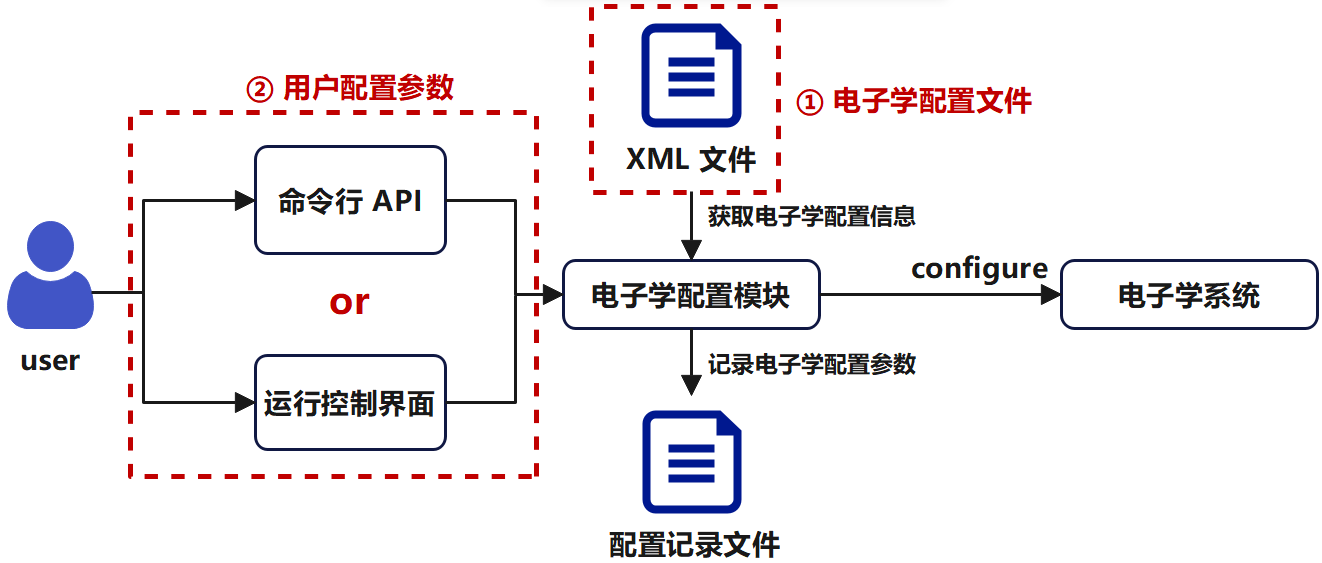 ② 用户配置参数
① 电子学配置文件
XML 文件
命令行 API
获取电子学配置信息
configure
or
电子学配置模块
电子学系统
user
记录电子学配置参数
运行控制界面
配置记录文件